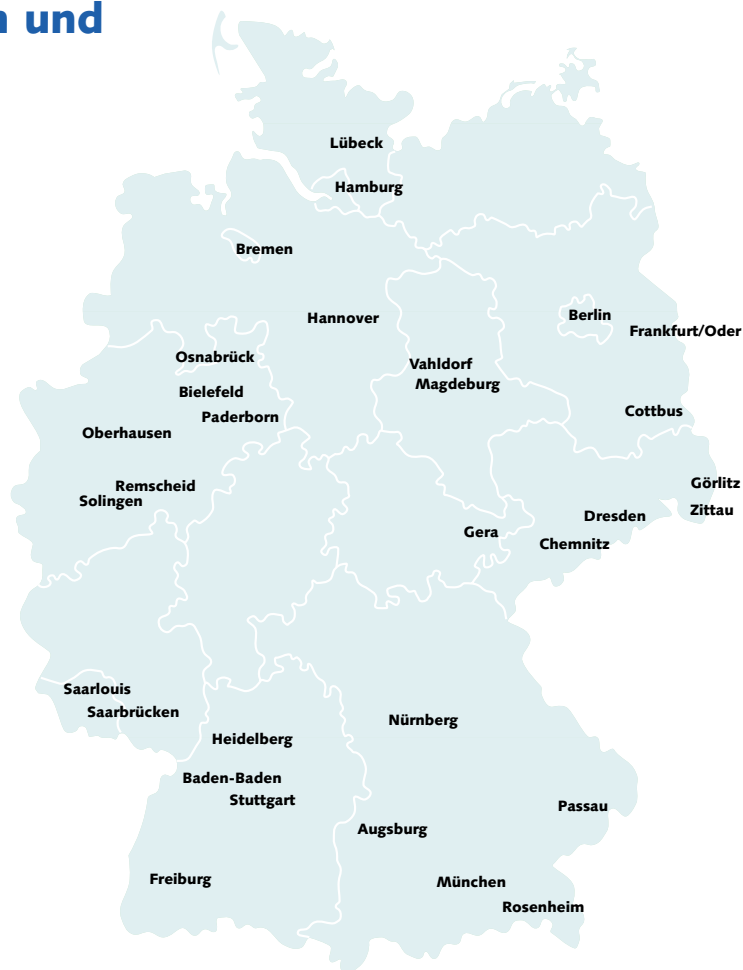 n und
Lübeck
Hamburg
Bremen
Hannover
Berlin
Frankfurt/Oder
Osnabrück
Vahldorf
Magdeburg
Bielefeld
Paderborn
Cottbus
Oberhausen
Remscheid
Solingen
Görlitz
Zittau
Dresden
Gera
Chemnitz
Saarlouis
Saarbrücken
Nürnberg
Heidelberg
Baden-Baden
Stuttgart
Passau
Augsburg
Freiburg
München
Rosenheim